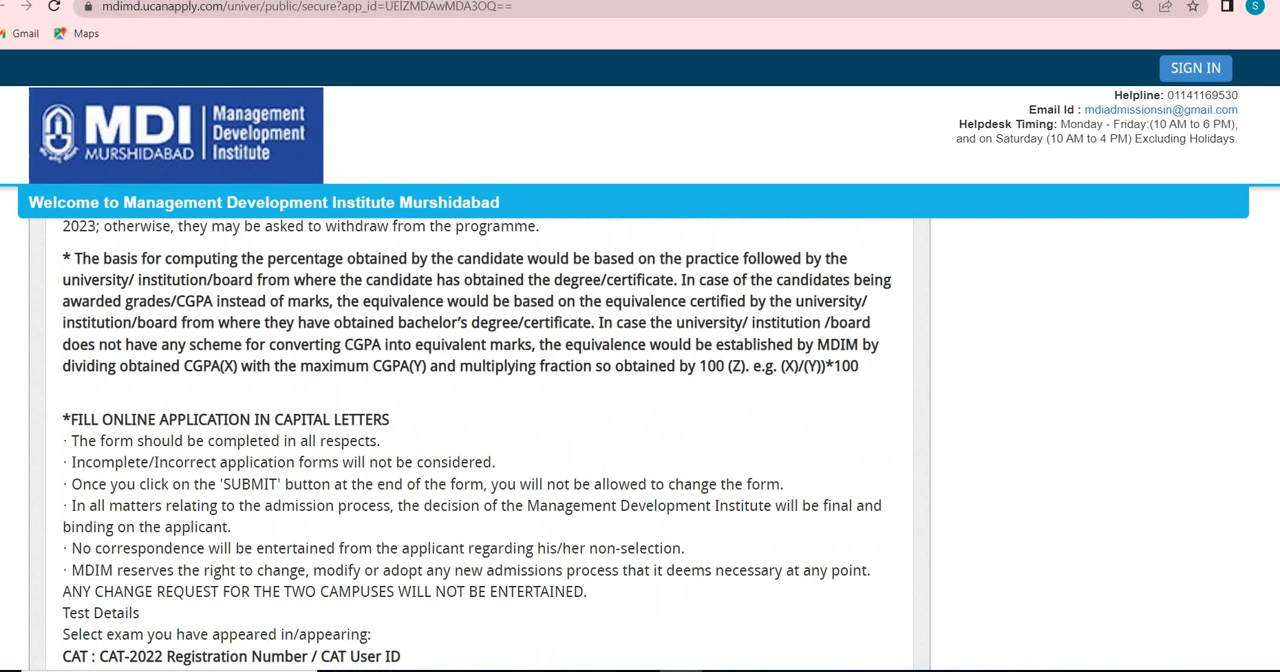 mdimd.ucanapply.com/univer/public/secure?app_id=UElZMDAwMDA3OQ==
S
Gmail
Maps
SIGN IN
MDI
MURSHIDABAD
Management
Development
Institute
Helpline: 01141169530
Email Id : mdiadmissionsin@gmail.com
Helpdesk Timing: Monday - Friday:(10 AM to 6 PM),
and on Saturday (10 AM to 4 PM) Excluding Holidays.
Welcome to Management Development Institute Murshidabad
2023; otherwise, they may be asked to withdraw from the programme.
* The basis for computing the percentage obtained by the candidate would be based on the practice followed by the
university/ institution/board from where the candidate has obtained the degree/certificate. In case of the candidates being
awarded grades/CGPA instead of marks, the equivalence would be based on the equivalence certified by the university/
institution/board from where they have obtained bachelor's degree/certificate. In case the university/ institution /board
does not have any scheme for converting CGPA into equivalent marks, the equivalence would be established by MDIM by
dividing obtained CGPA(X) with the maximum CGPA(Y) and multiplying fraction so obtained by 100 (Z). e.g. (X)/(Y))*100
*FILL ONLINE APPLICATION IN CAPITAL LETTERS
· The form should be completed in all respects.
· Incomplete/Incorrect application forms will not be considered.
· Once you click on the 'SUBMIT' button at the end of the form, you will not be allowed to change the form.
· In all matters relating to the admission process, the decision of the Management Development Institute will be final and
binding on the applicant.
· No correspondence will be entertained from the applicant regarding his/her non-selection.
· MDIM reserves the right to change, modify or adopt any new admissions process that it deems necessary at any point.
ANY CHANGE REQUEST FOR THE TWO CAMPUSES WILL NOT BE ENTERTAINED.
Test Details
Select exam you have appeared in/appearing:
CAT : CAT-2022 Registration Number / CAT User ID